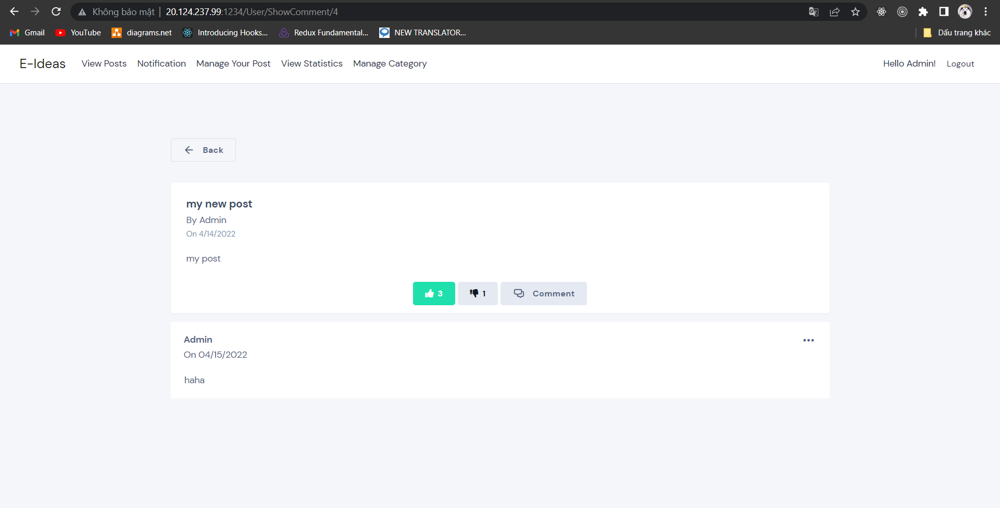 Không bảo mật | 20.124.237.99:1234/User/ShowComment/4
Gmail YouTube diagrams.net Introducing Hooks... Redux Fundamental... NEW TRANSLATOR... Dấu trang khác
E-Ideas View Posts Notification Manage Your Post View Statistics Manage Category Hello Admin! Logout
Back
my new post
By Admin
On 4/14/2022
my post
3 1 Comment
Admin
On 04/15/2022
haha